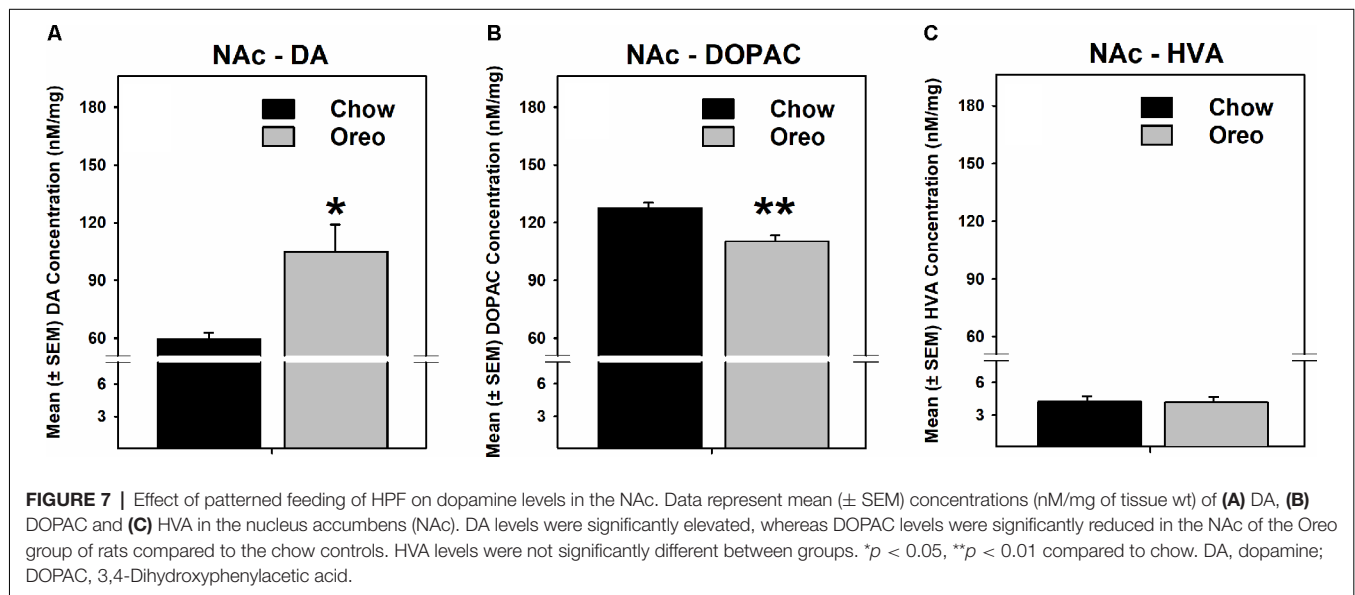 A
NAc - DA
Mean (± SEM) DA Concentration (nM/mg)
180
150
120
90
60
6
3
Chow
Oreo
*
B
NAc - DOPAC
Mean (± SEM) DOPAC Concentration (nM/mg)
180
150
120
90
60
6
3
Chow
Oreo
**
C
NAc - HVA
Mean (± SEM) HVA Concentration (nM/mg)
180
150
120
90
60
6
3
Chow
Oreo
FIGURE 7 | Effect of patterned feeding of HPF on dopamine levels in the NAc. Data represent mean (± SEM) concentrations (nM/mg of tissue wt) of (A) DA, (B)
DOPAC and (C) HVA in the nucleus accumbens (NAc). DA levels were significantly elevated, whereas DOPAC levels were significantly reduced in the NAc of the Oreo
group of rats compared to the chow controls. HVA levels were not significantly different between groups. *p < 0.05, **p < 0.01 compared to chow. DA, dopamine;
DOPAC, 3,4-Dihydroxyphenylacetic acid.